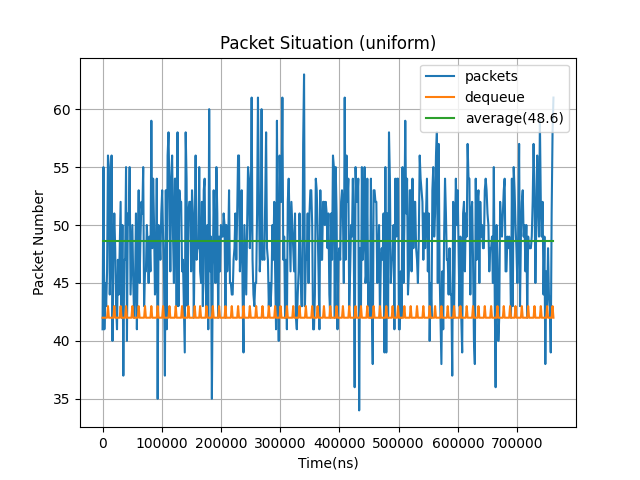 Packet Situation (uniform)
packets
dequeue
average(48.6)
Packet Number
60
55
50
45
40
35
0 100000 200000 300000 400000 500000 600000 700000
Time(ns)